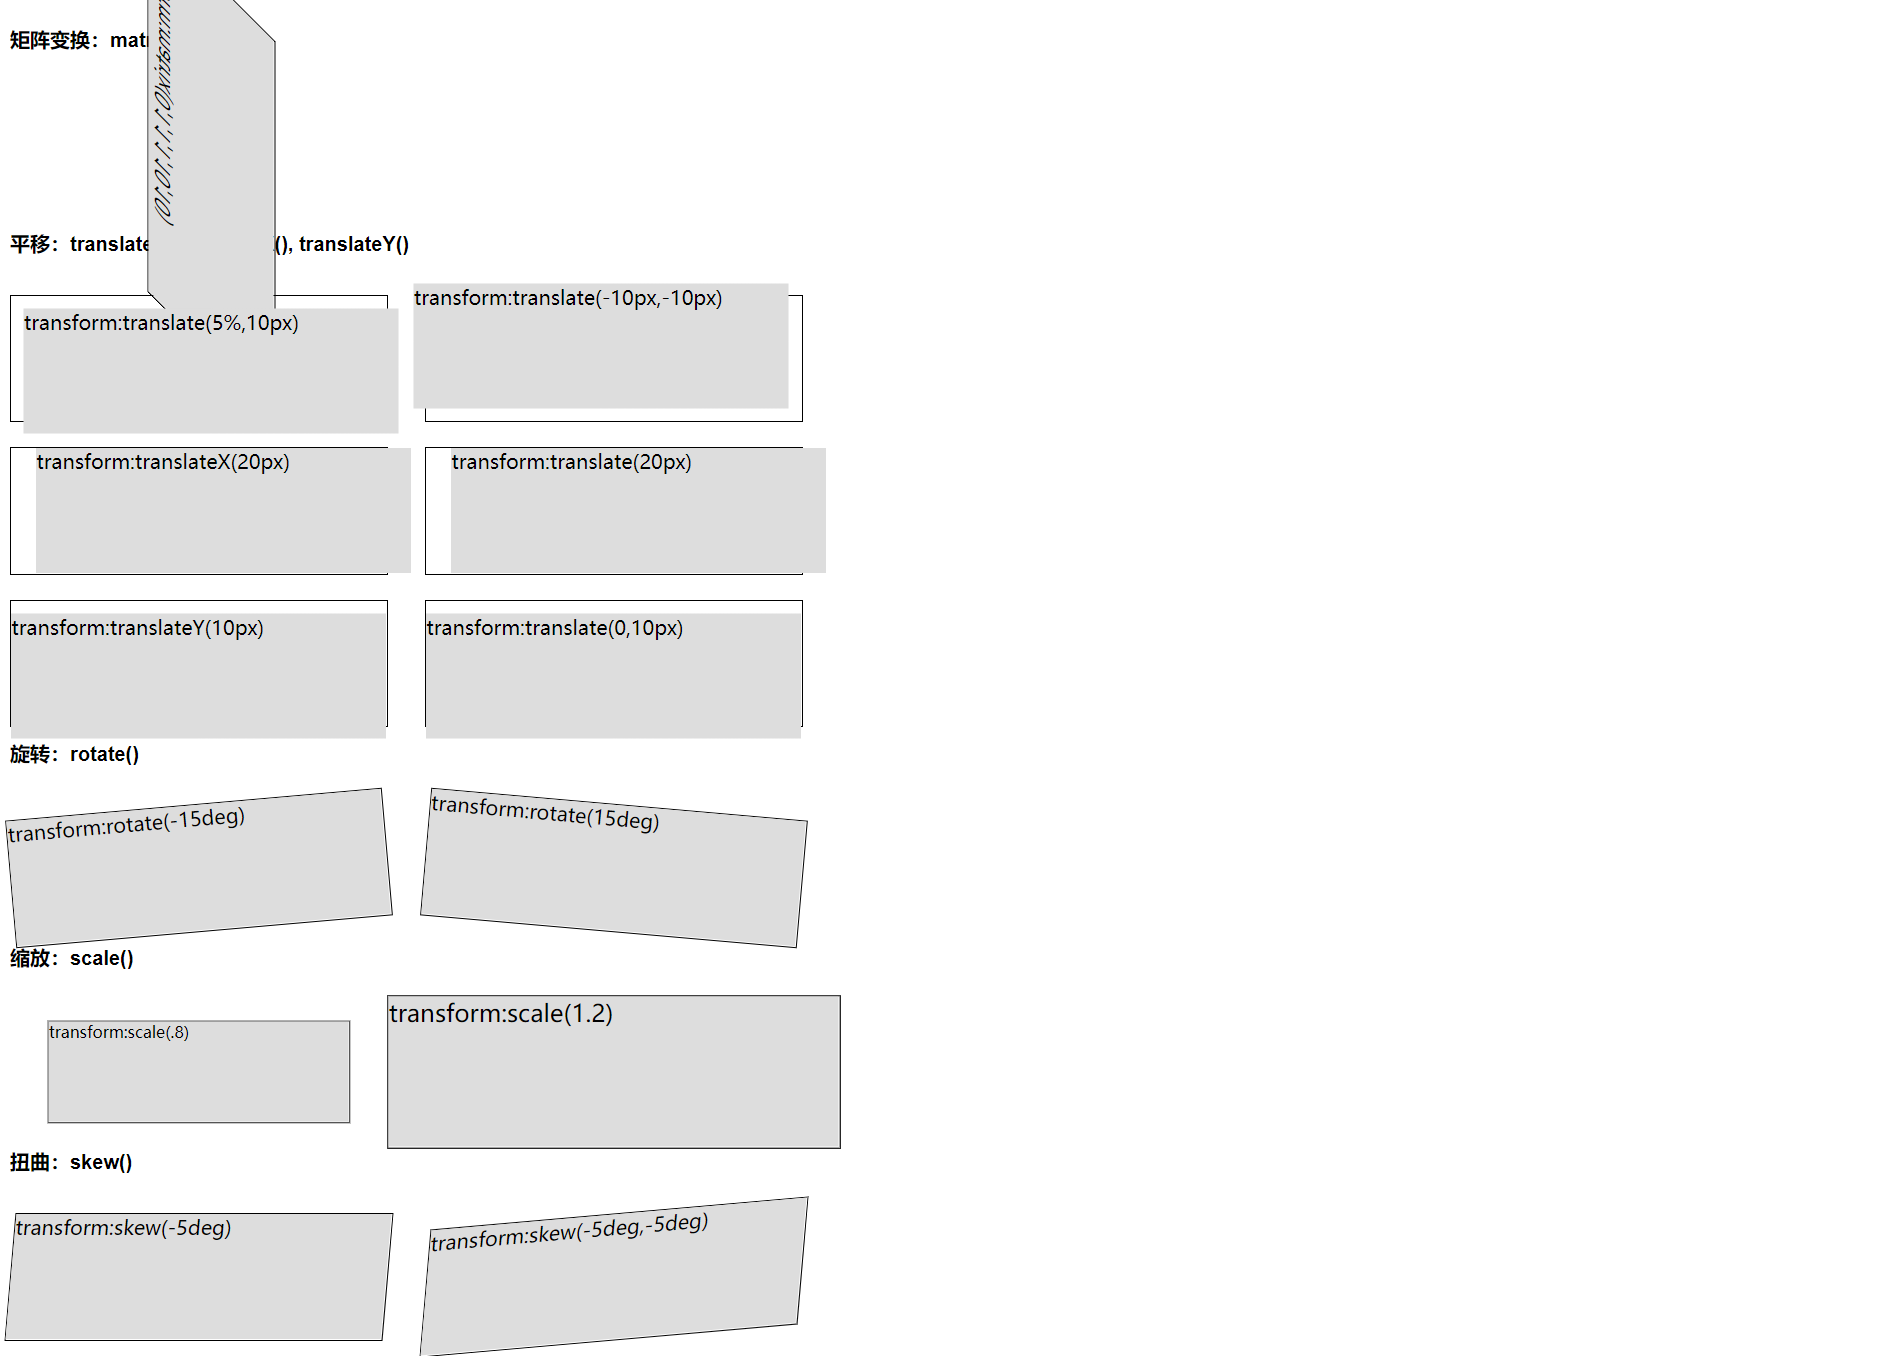 矩阵变换：mat
matrix(0,1,1,1,10,10)
平移：translate (), translateY()
transform:translate(5%,10px)
transform:translate(-10px,-10px)
transform:translateX(20px)
transform:translate(20px)
transform:translateY(10px)
transform:translate(0,10px)
旋转：rotate()
transform:rotate(-15deg)
transform:rotate(15deg)
缩放：scale()
transform:scale(.8)
transform:scale(1.2)
扭曲：skew()
transform:skew(-5deg)
transform:skew(-5deg,-5deg)